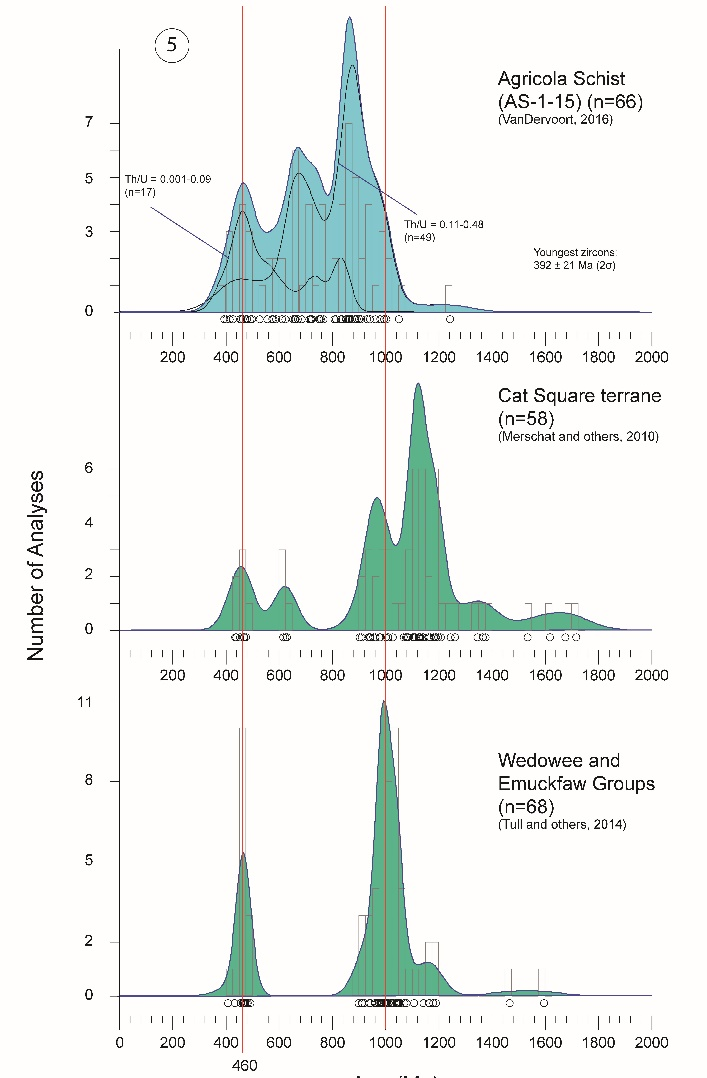 5
Agricola Schist
(AS-1-15) (n=66)
(VanDervoort, 2016)
7
Th/U = 0.001-0.09
(n=17)
5
Th/U = 0.11-0.48
(n=49)
3
Youngest zircons:
392 ± 21 Ma (2σ)
0
200 400 600 800 1000 1200 1400 1600 1800 2000
Cat Square terrane
(n=58)
(Merschat and others, 2010)
6
4
2
0
Number of Analyses
200 400 600 800 1000 1200 1400 1600 1800 2000
11
Wedowee and
Emuckfaw Groups
(n=68)
(Tull and others, 2014)
8
5
2
0
0 200 400 600 800 1000 1200 1400 1600 1800 2000
460